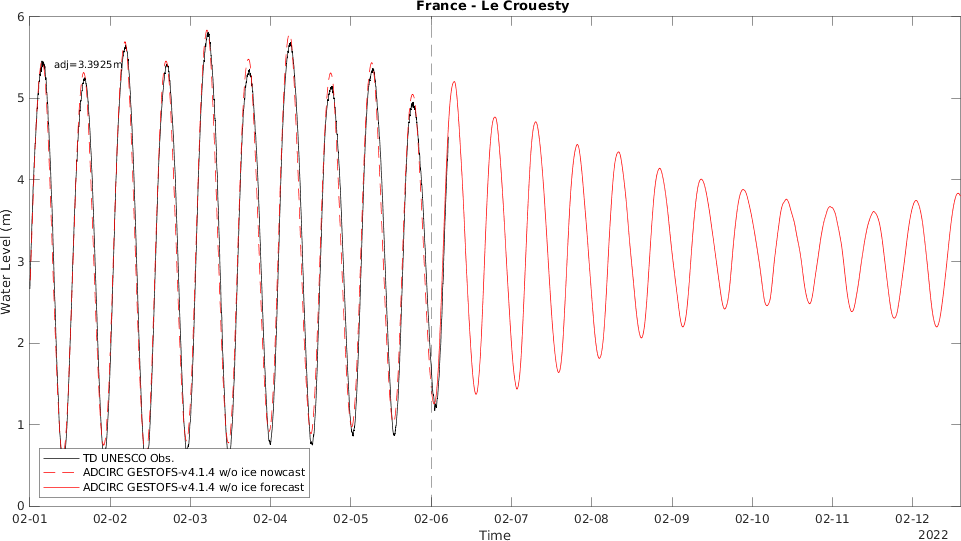 France - Le Crouesty
adj=3.3925m
Water Level (m)
6
5
4
3
2
1
0
TD UNESCO Obs.
ADCIRC GESTOFS-v4.1.4 w/o ice nowcast
ADCIRC GESTOFS-v4.1.4 w/o ice forecast
02-01 02-02 02-03 02-04 02-05 02-06 02-07 02-08 02-09 02-10 02-11 02-12
Time
2022